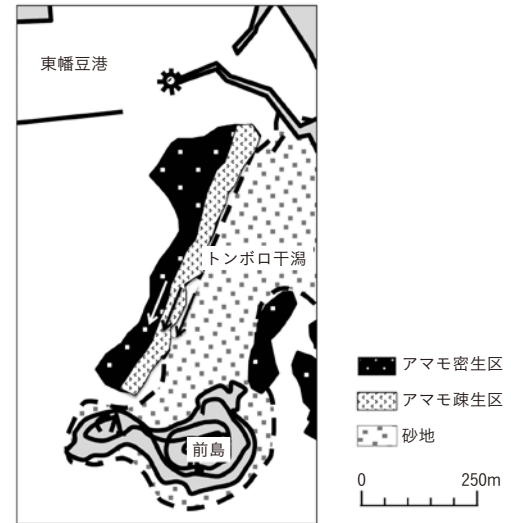 東幡豆港
トンボロ干潟
前島
アマモ密生区
アマモ疎生区
砂地
0 250m